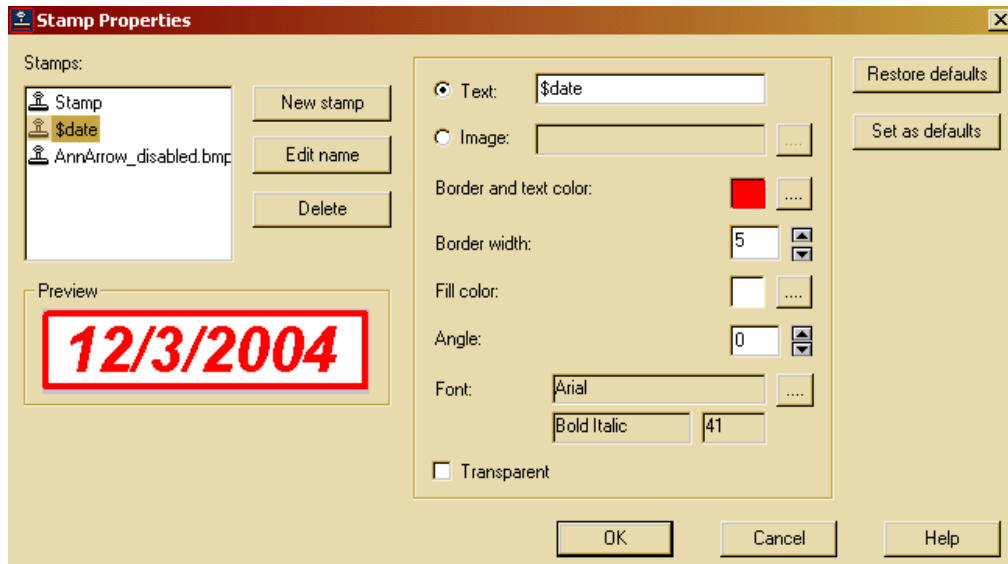 Stamp Properties
Stamps:
Stamp
$date
AnnArrow_disabled.bmp
New stamp
Edit name
Delete
Preview
12/3/2004
Text: $date
Image: ....
Border and text color: ....
Border width: 5
Fill color: ....
Angle: 0
Font: Arial ....
Bold Italic 41
Transparent
Restore defaults
Set as defaults
OK Cancel Help